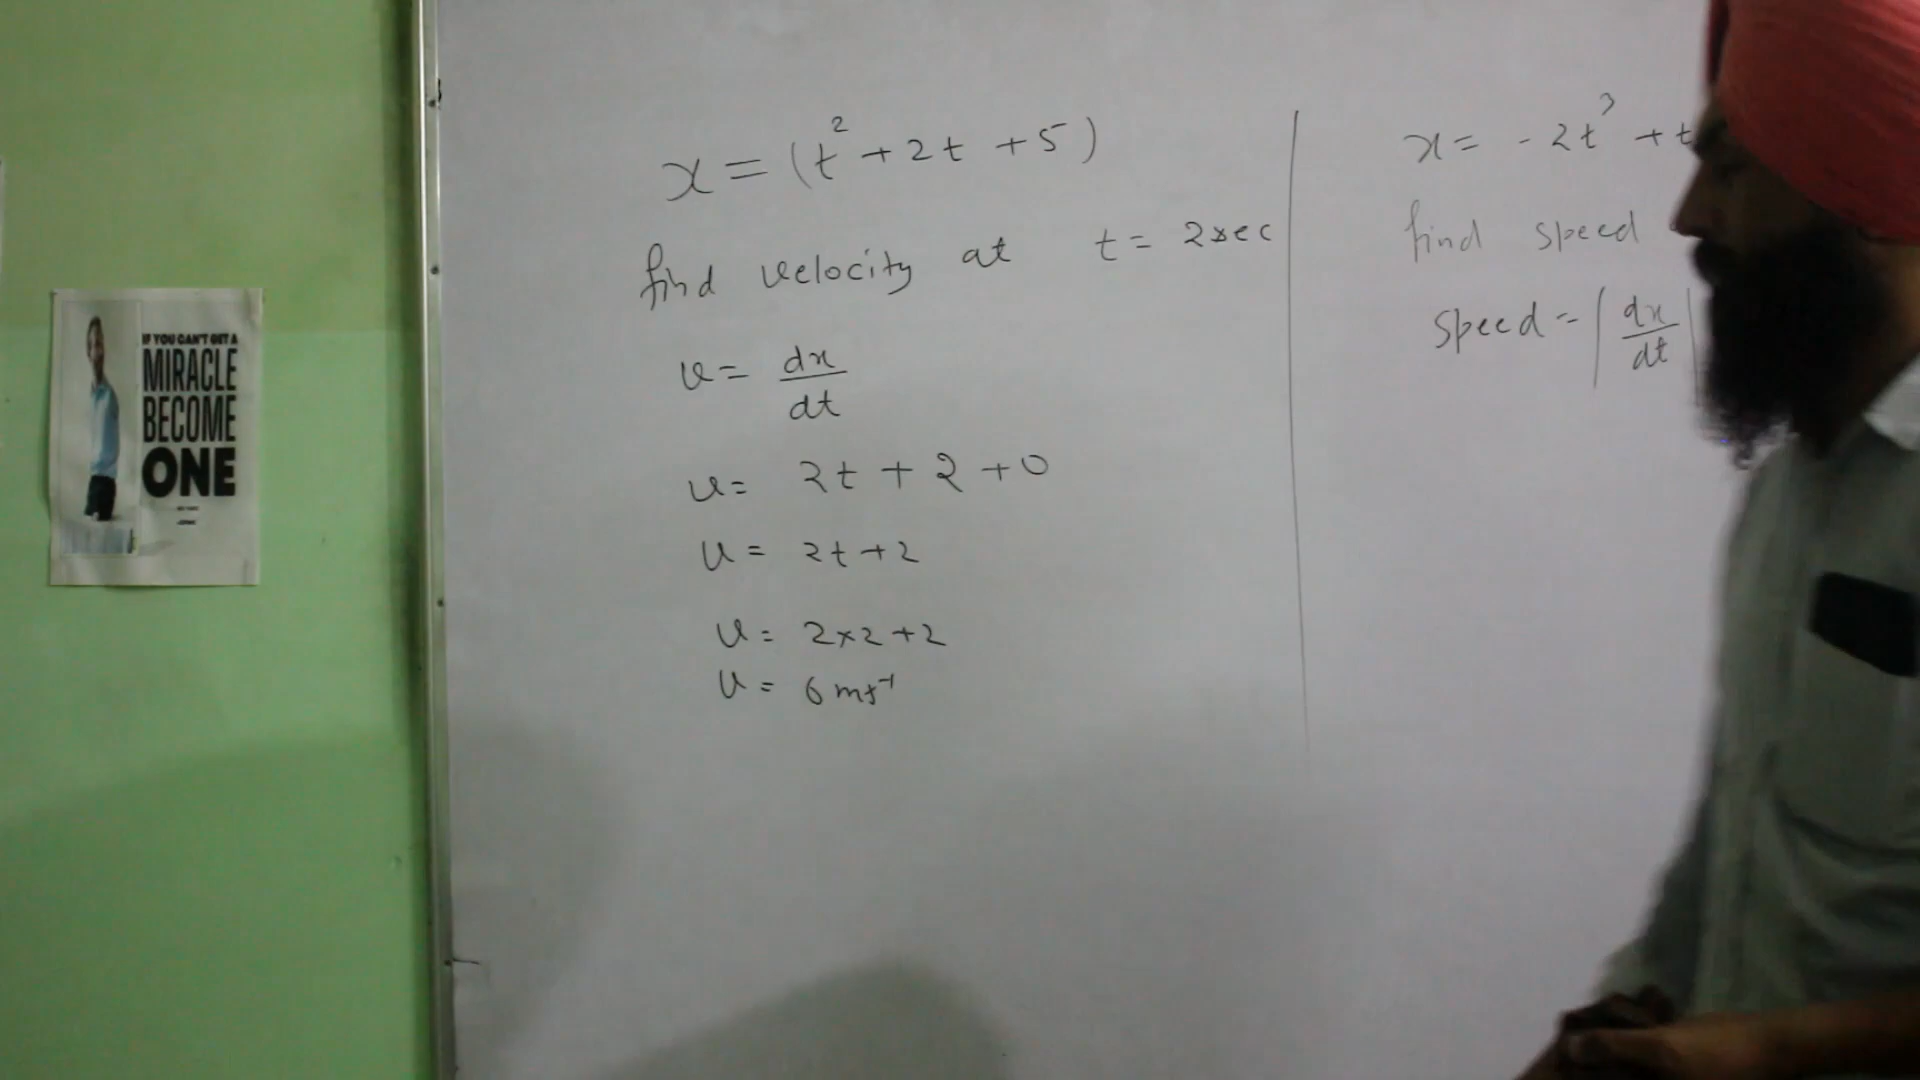 IF YOU CAN'T GET A
MIRACLE
BECOME
ONE
x = (t² + 2t + 5)
find velocity at t = 2sec
v = dx/dt
v = 2t + 2 + 0
v = 2t + 2
v = 2×2+2
v = 6 ms⁻¹
x = -2t³ + t
find speed
speed = |dx/dt|